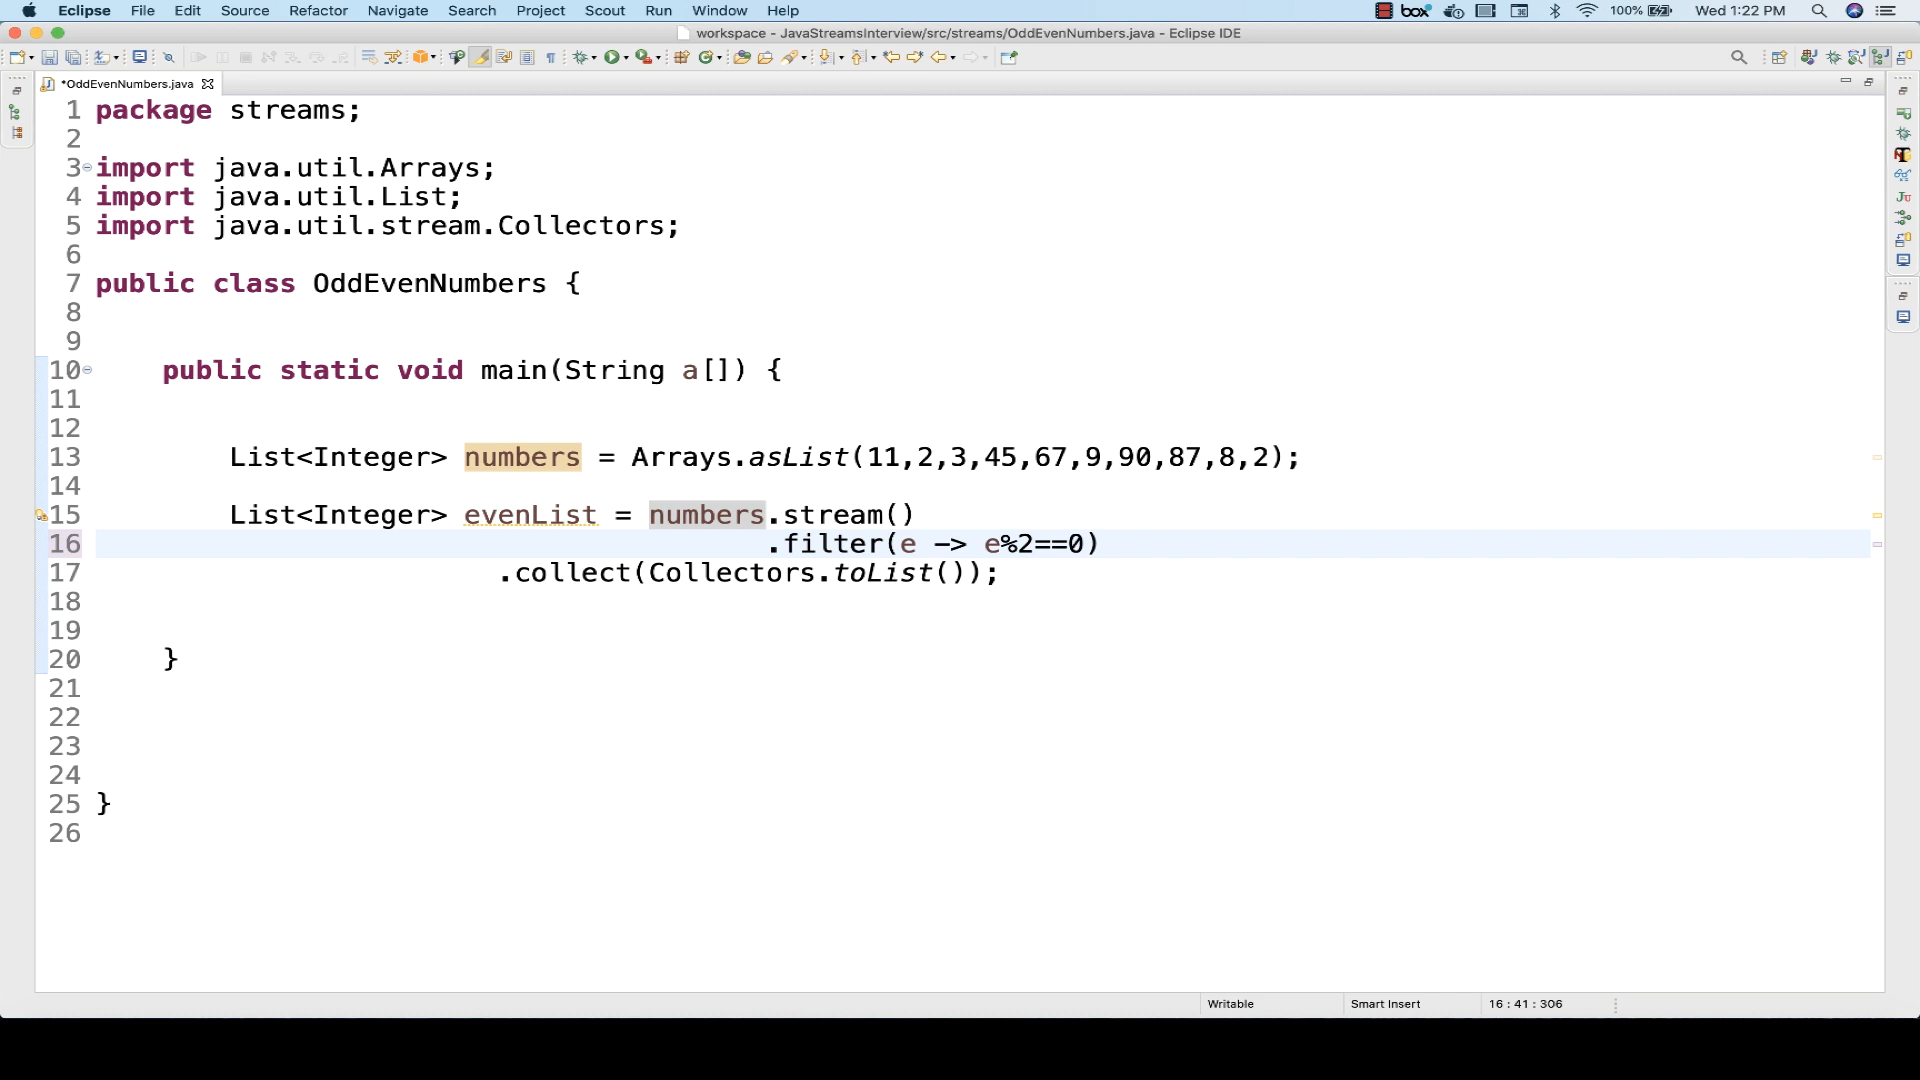 Eclipse File Edit Source Refactor Navigate Search Project Scout Run Window Help box 100% Wed 1:22 PM
workspace - JavaStreamsInterview/src/streams/OddEvenNumbers.java - Eclipse IDE
*OddEvenNumbers.java
1 package streams;
2
3 import java.util.Arrays;
4 import java.util.List;
5 import java.util.stream.Collectors;
6
7 public class OddEvenNumbers {
8
9
10 public static void main(String a[]) {
11
12
13 List<Integer> numbers = Arrays.asList(11,2,3,45,67,9,90,87,8,2);
14
15 List<Integer> evenList = numbers.stream()
16 .filter(e -> e%2==0)
17 .collect(Collectors.toList());
18
19
20 }
21
22
23
24
25 }
26
Writable Smart Insert 16 : 41 : 306